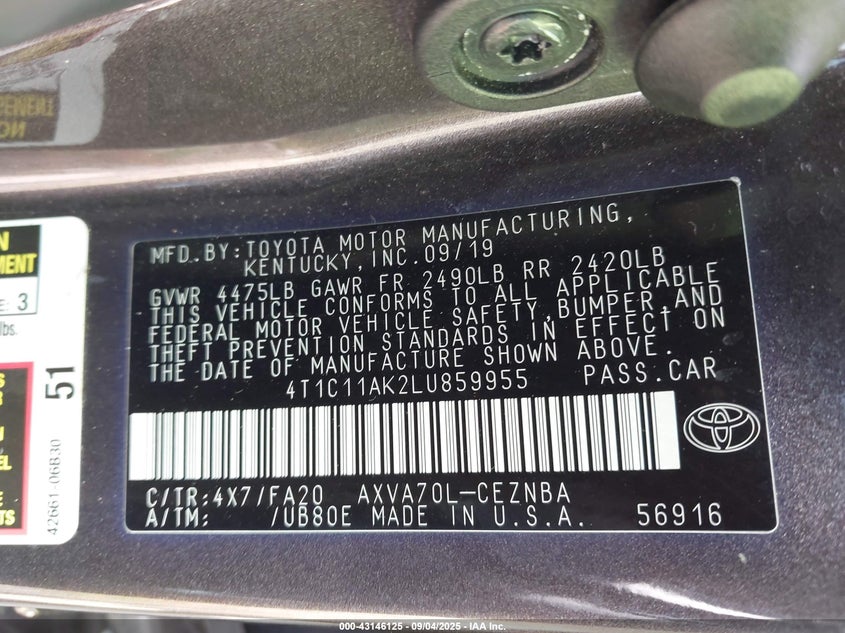 MFD.BY:TOYOTA MOTOR MANUFACTURING,
KENTUCKY,INC.09/19
GVWR 4475LB GAWR FR 2490LB RR 2420LB
THIS VEHICLE CONFORMS TO ALL APPLICABLE
FEDERAL MOTOR VEHICLE SAFETY,BUMPER,AND
THEFT PREVENTION STANDARDS IN EFFECT ON
THE DATE OF MANUFACTURE SHOWN ABOVE.
4T1C11AK2LU859955 PASS.CAR
C/TR:4X7/FA20 AXVA70L-CEZNBA
A/TM: /UB80E MADE IN U.S.A. 56916
3
lbs.
51
42661-06B30
000-43146125 - 09/04/2025 - IAA Inc.